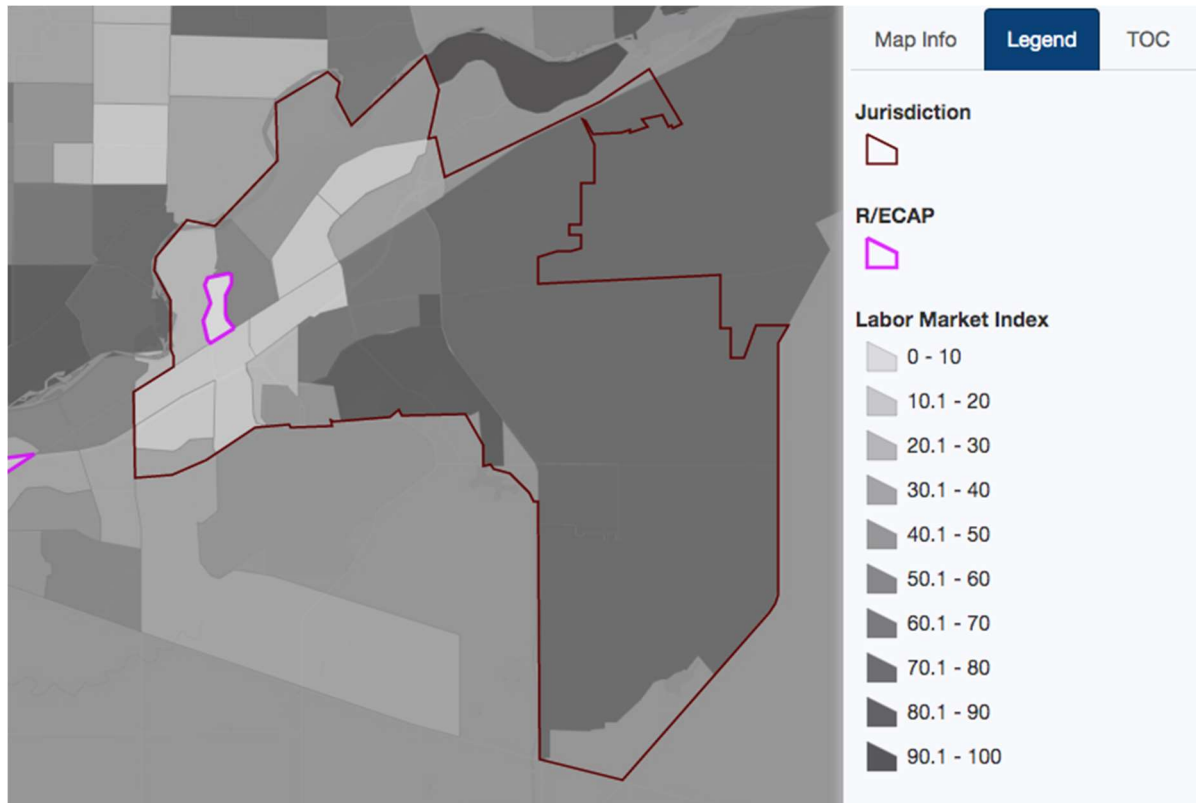 Map Info Legend TOC
Jurisdiction
R/ECAP
Labor Market Index
0 - 10
10.1 - 20
20.1 - 30
30.1 - 40
40.1 - 50
50.1 - 60
60.1 - 70
70.1 - 80
80.1 - 90
90.1 - 100